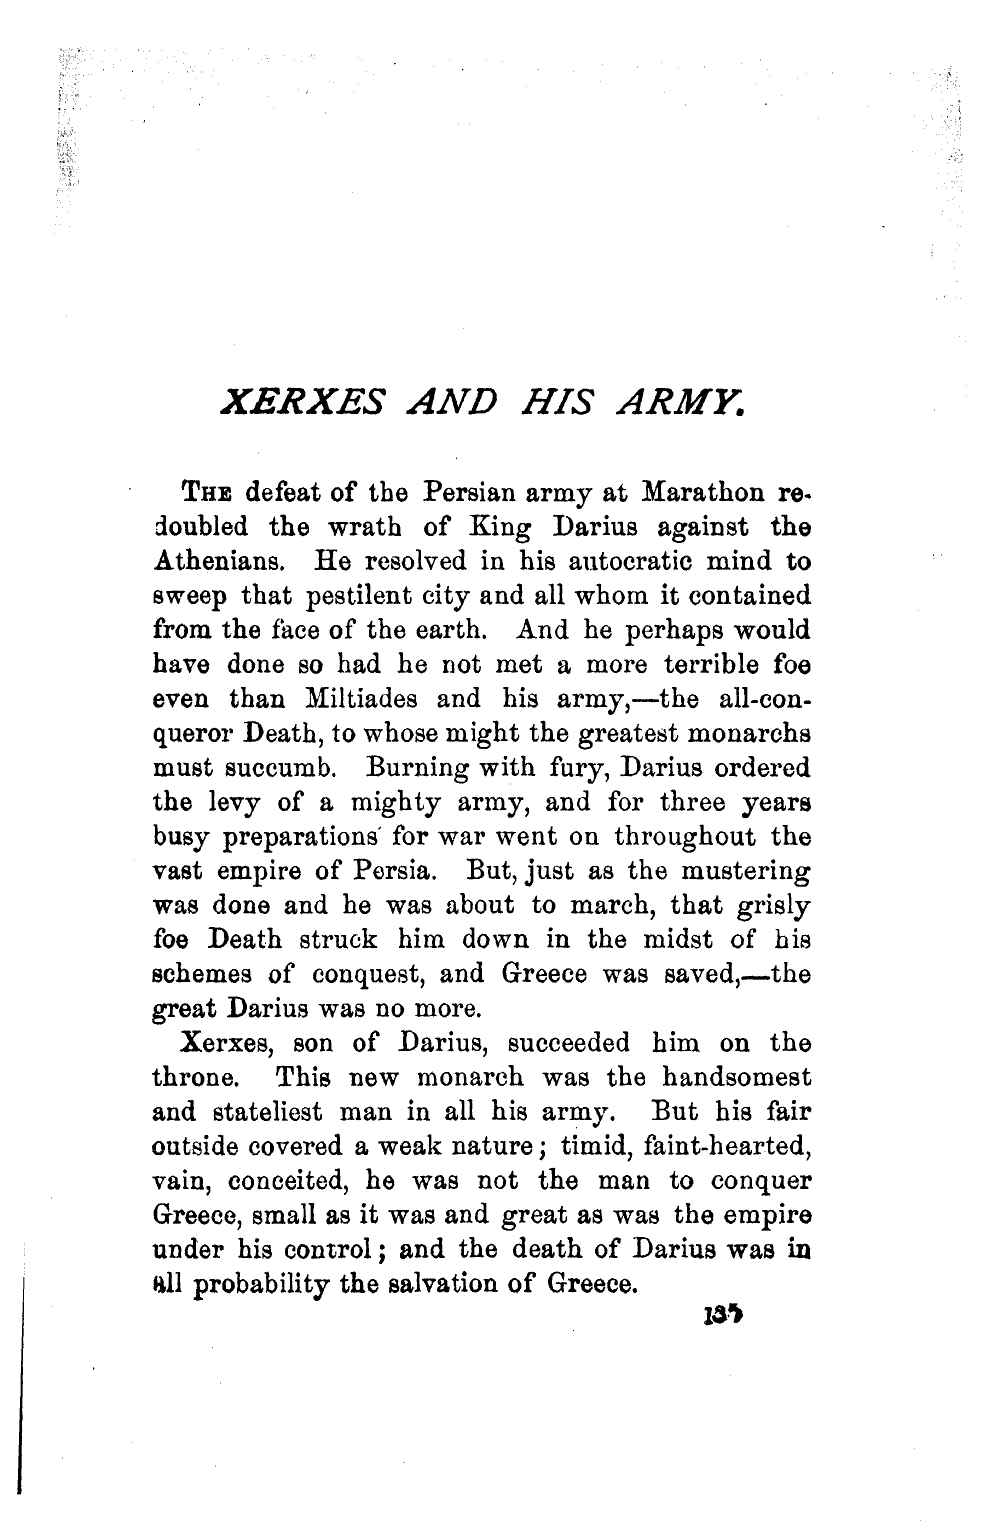 XERXES AND HIS ARMY.
THE defeat of the Persian army at Marathon re-
doubled the wrath of King Darius against the
Athenians. He resolved in his autocratic mind to
sweep that pestilent city and all whom it contained
from the face of the earth. And he perhaps would
have done so had he not met a more terrible foe
even than Miltiades and his army,—the all-con-
queror Death, to whose might the greatest monarchs
must succumb. Burning with fury, Darius ordered
the levy of a mighty army, and for three years
busy preparations for war went on throughout the
vast empire of Persia. But, just as the mustering
was done and he was about to march, that grisly
foe Death struck him down in the midst of his
schemes of conquest, and Greece was saved,—the
great Darius was no more.
Xerxes, son of Darius, succeeded him on the
throne. This new monarch was the handsomest
and stateliest man in all his army. But his fair
outside covered a weak nature; timid, faint-hearted,
vain, conceited, he was not the man to conquer
Greece, small as it was and great as was the empire
under his control; and the death of Darius was in
all probability the salvation of Greece.